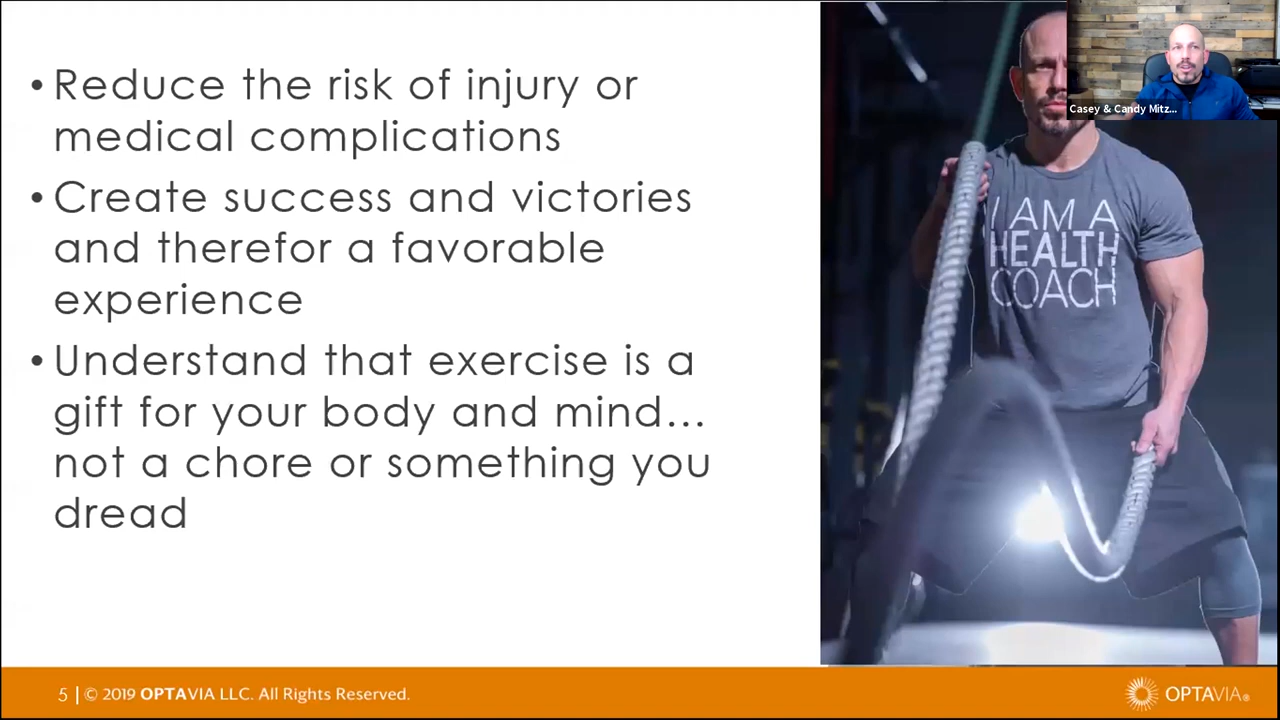 • Reduce the risk of injury or
medical complications
• Create success and victories
and therefor a favorable
experience
• Understand that exercise is a
gift for your body and mind...
not a chore or something you
dread
Casey & Candy Mitz...
I AM A
HEALTH
COACH
5 | © 2019 OPTAVIA LLC. All Rights Reserved.
OPTAVIA®